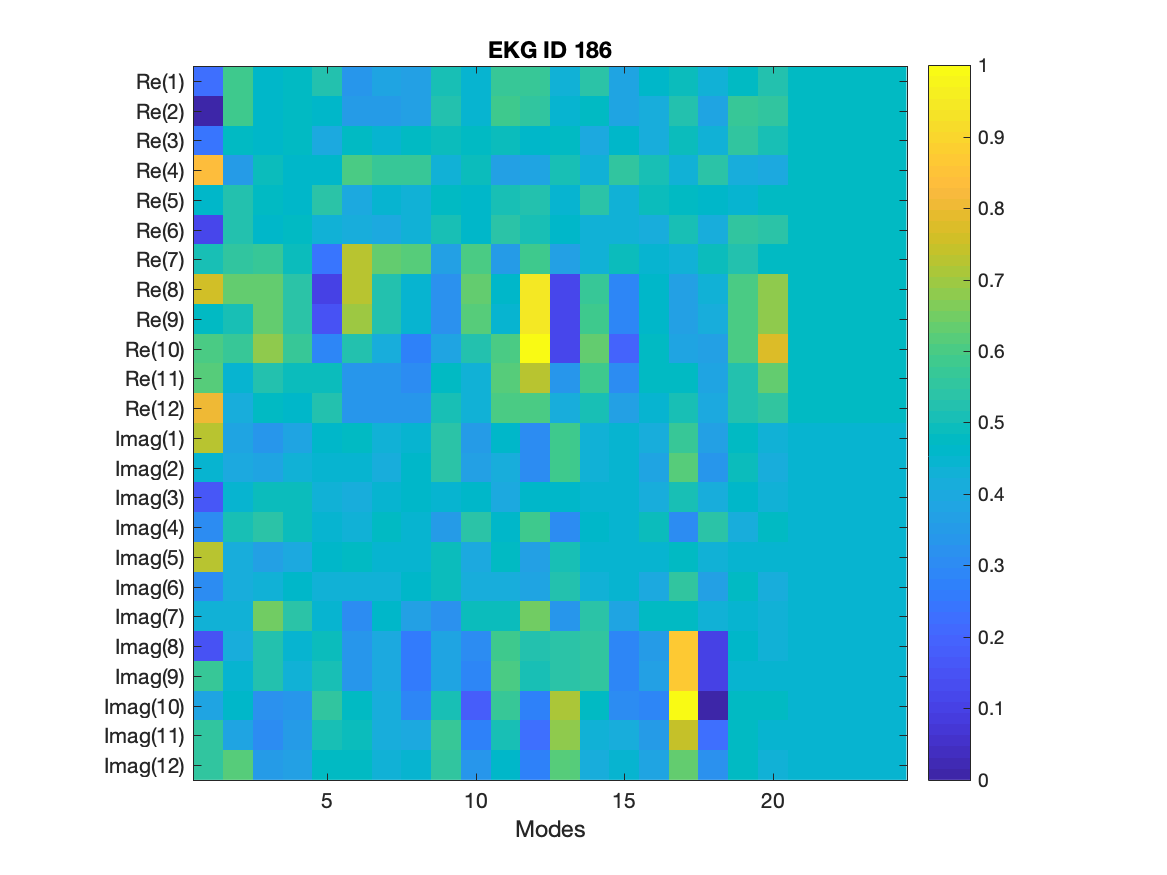 EKG ID 186
Re(1)
Re(2)
Re(3)
Re(4)
Re(5)
Re(6)
Re(7)
Re(8)
Re(9)
Re(10)
Re(11)
Re(12)
Imag(1)
Imag(2)
Imag(3)
Imag(4)
Imag(5)
Imag(6)
Imag(7)
Imag(8)
Imag(9)
Imag(10)
Imag(11)
Imag(12)
5 10 15 20
Modes
1
0.9
0.8
0.7
0.6
0.5
0.4
0.3
0.2
0.1
0